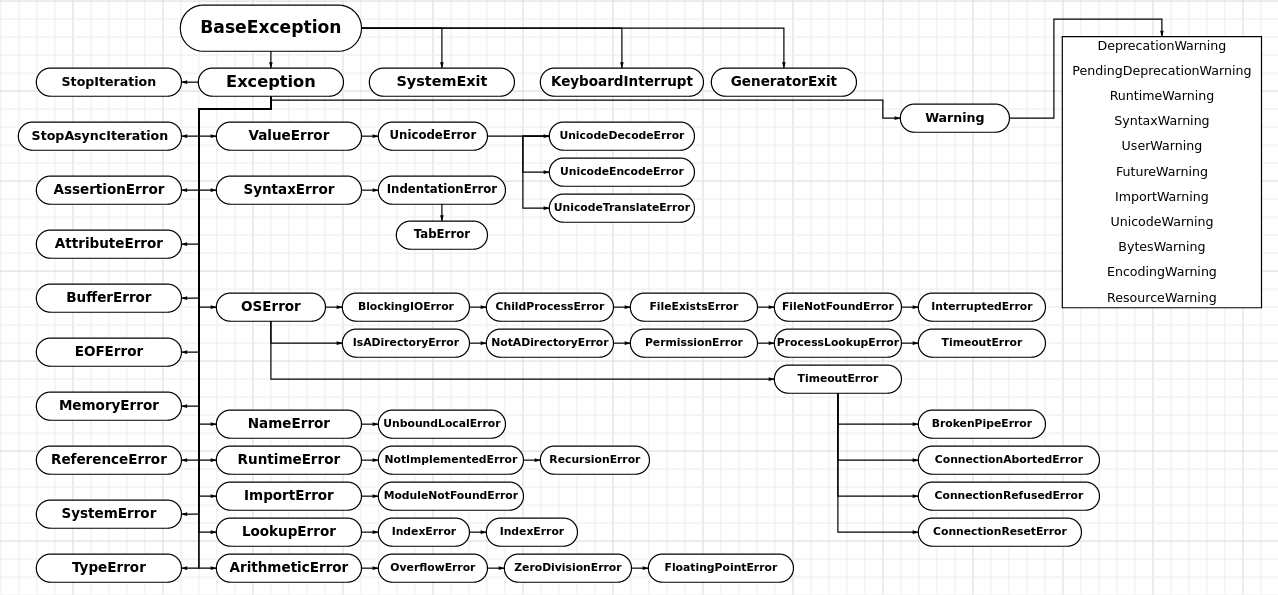 BaseException
StopIteration
Exception
SystemExit
KeyboardInterrupt
GeneratorExit
Warning
DeprecationWarning
PendingDeprecationWarning
RuntimeWarning
SyntaxWarning
UserWarning
FutureWarning
ImportWarning
UnicodeWarning
BytesWarning
EncodingWarning
ResourceWarning
StopAsyncIteration
ValueError
UnicodeError
UnicodeDecodeError
UnicodeEncodeError
UnicodeTranslateError
AssertionError
SyntaxError
IndentationError
TabError
AttributeError
BufferError
OSError
BlockingIOError
ChildProcessError
FileExistsError
FileNotFoundError
InterruptedError
IsADirectoryError
NotADirectoryError
PermissionError
ProcessLookupError
TimeoutError
EOFError
TimeoutError
MemoryError
NameError
UnboundLocalError
BrokenPipeError
ReferenceError
RuntimeError
NotImplementedError
RecursionError
ConnectionAbortedError
ImportError
ModuleNotFoundError
ConnectionRefusedError
SystemError
LookupError
IndexError
IndexError
ConnectionResetError
TypeError
ArithmeticError
OverflowError
ZeroDivisionError
FloatingPointError